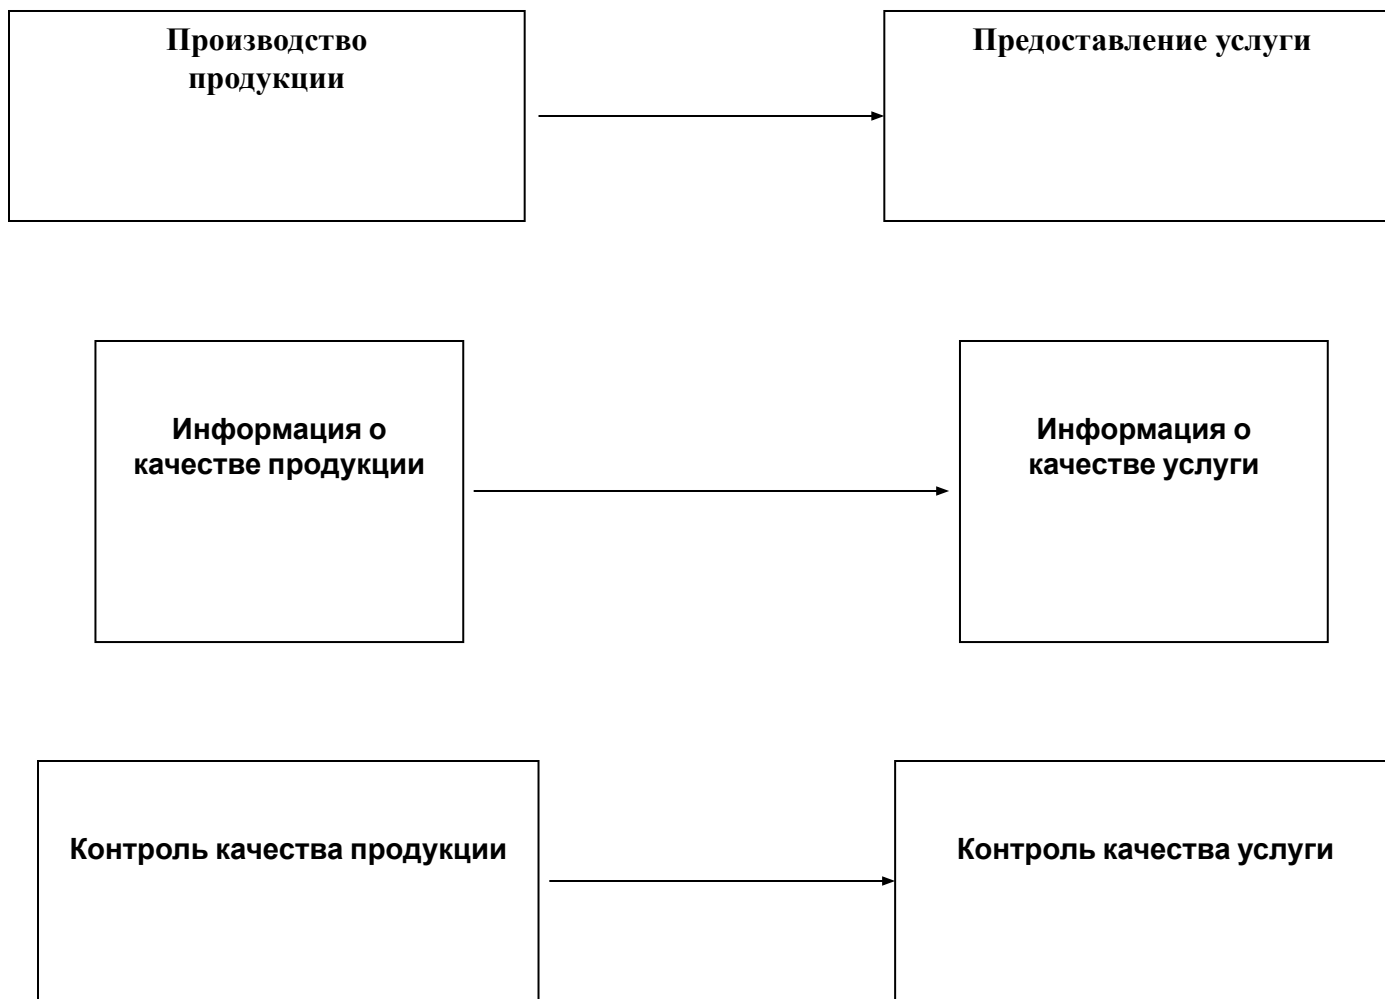 Производство
продукции
Предоставление услуги
Информация о
качестве продукции
Информация о
качестве услуги
Контроль качества продукции
Контроль качества услуги